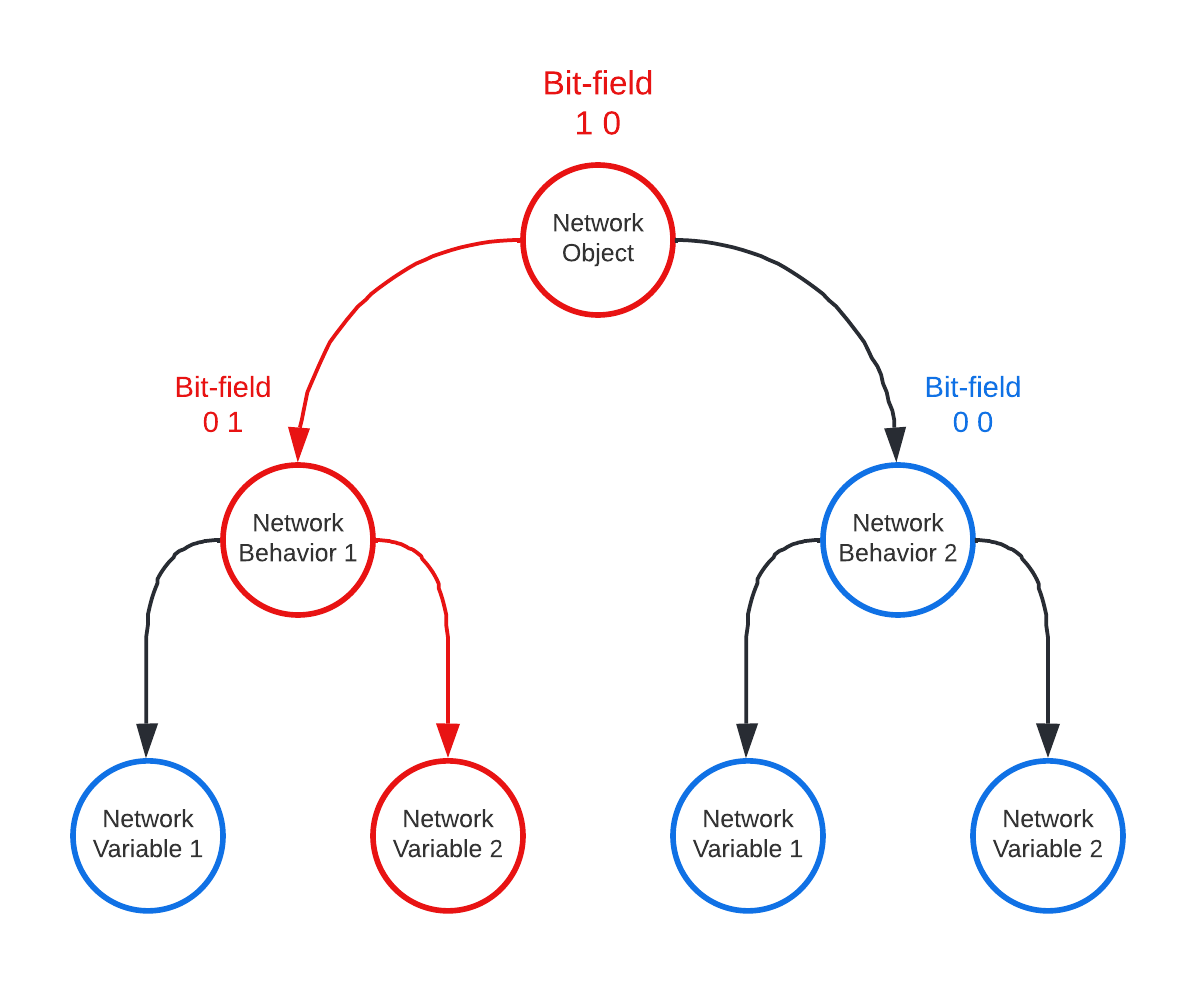 Bit-field
1 0
Network
Object
Bit-field
0 1
Bit-field
0 0
Network
Behavior 1
Network
Behavior 2
Network
Variable 1
Network
Variable 2
Network
Variable 1
Network
Variable 2